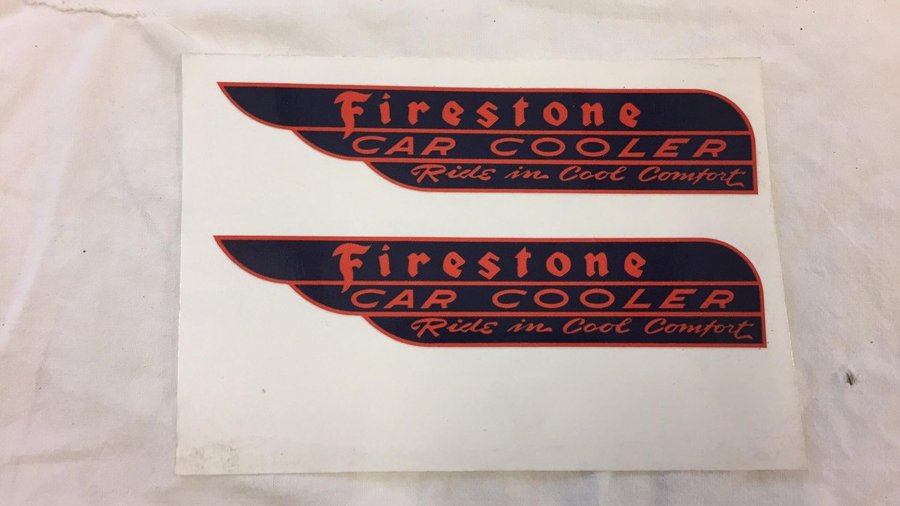 Firestone
CAR COOLER
Ride in Cool Comfort
Firestone
CAR COOLER
Ride in Cool Comfort